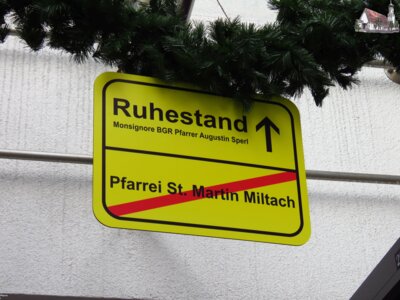 Ruhestand
Monsignore BGR Pfarrer Augustin Sperl
Pfarrei St. Martin Miltach